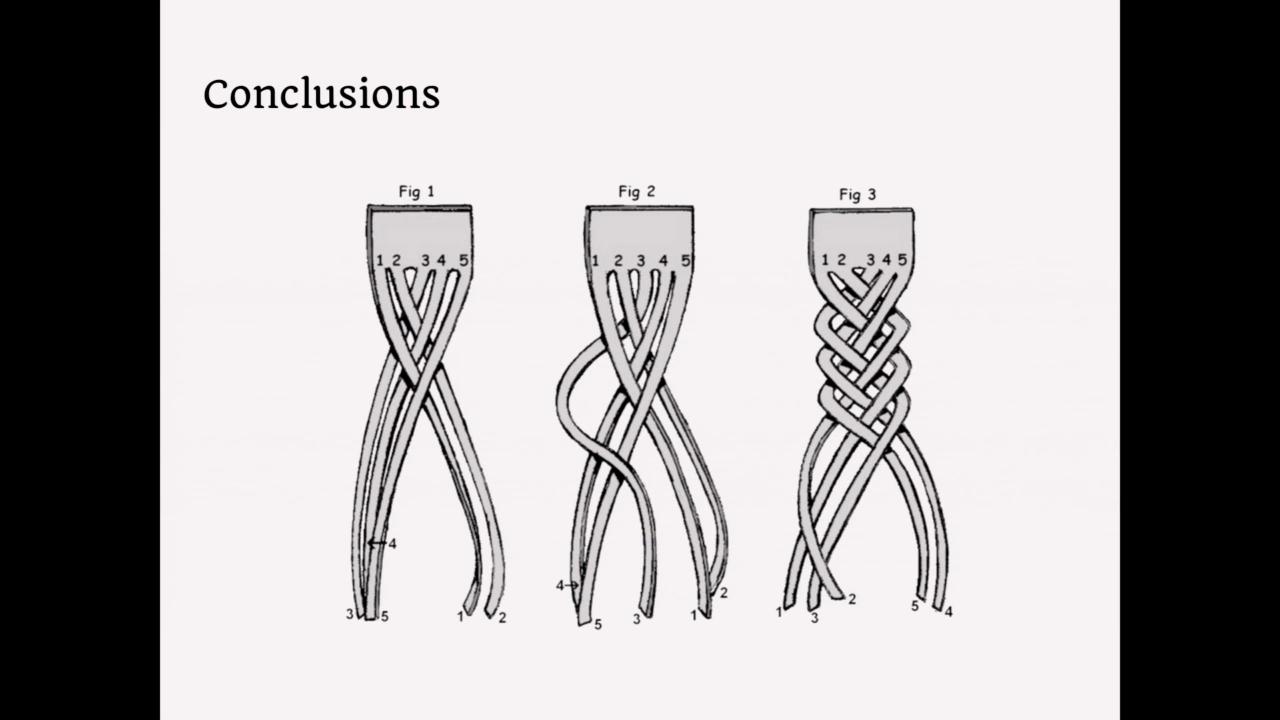 Conclusions
Fig 1
1 2 3 4 5
4
3 5 1 2
Fig 2
1 2 3 4 5
4
5 3 1 2
Fig 3
1 2 3 4 5
1 3 2 5 4